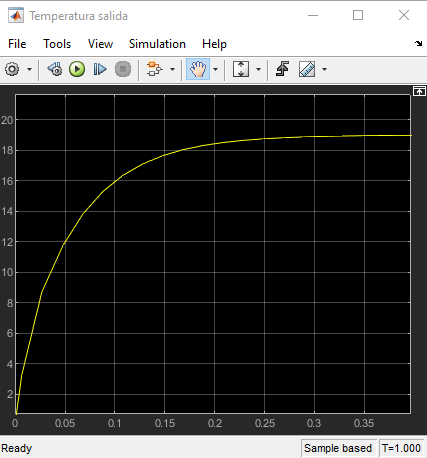 Temperatura salida
File Tools View Simulation Help
20
18
16
14
12
10
8
6
4
2
0 0.05 0.1 0.15 0.2 0.25 0.3 0.35
Ready Sample based T=1.000